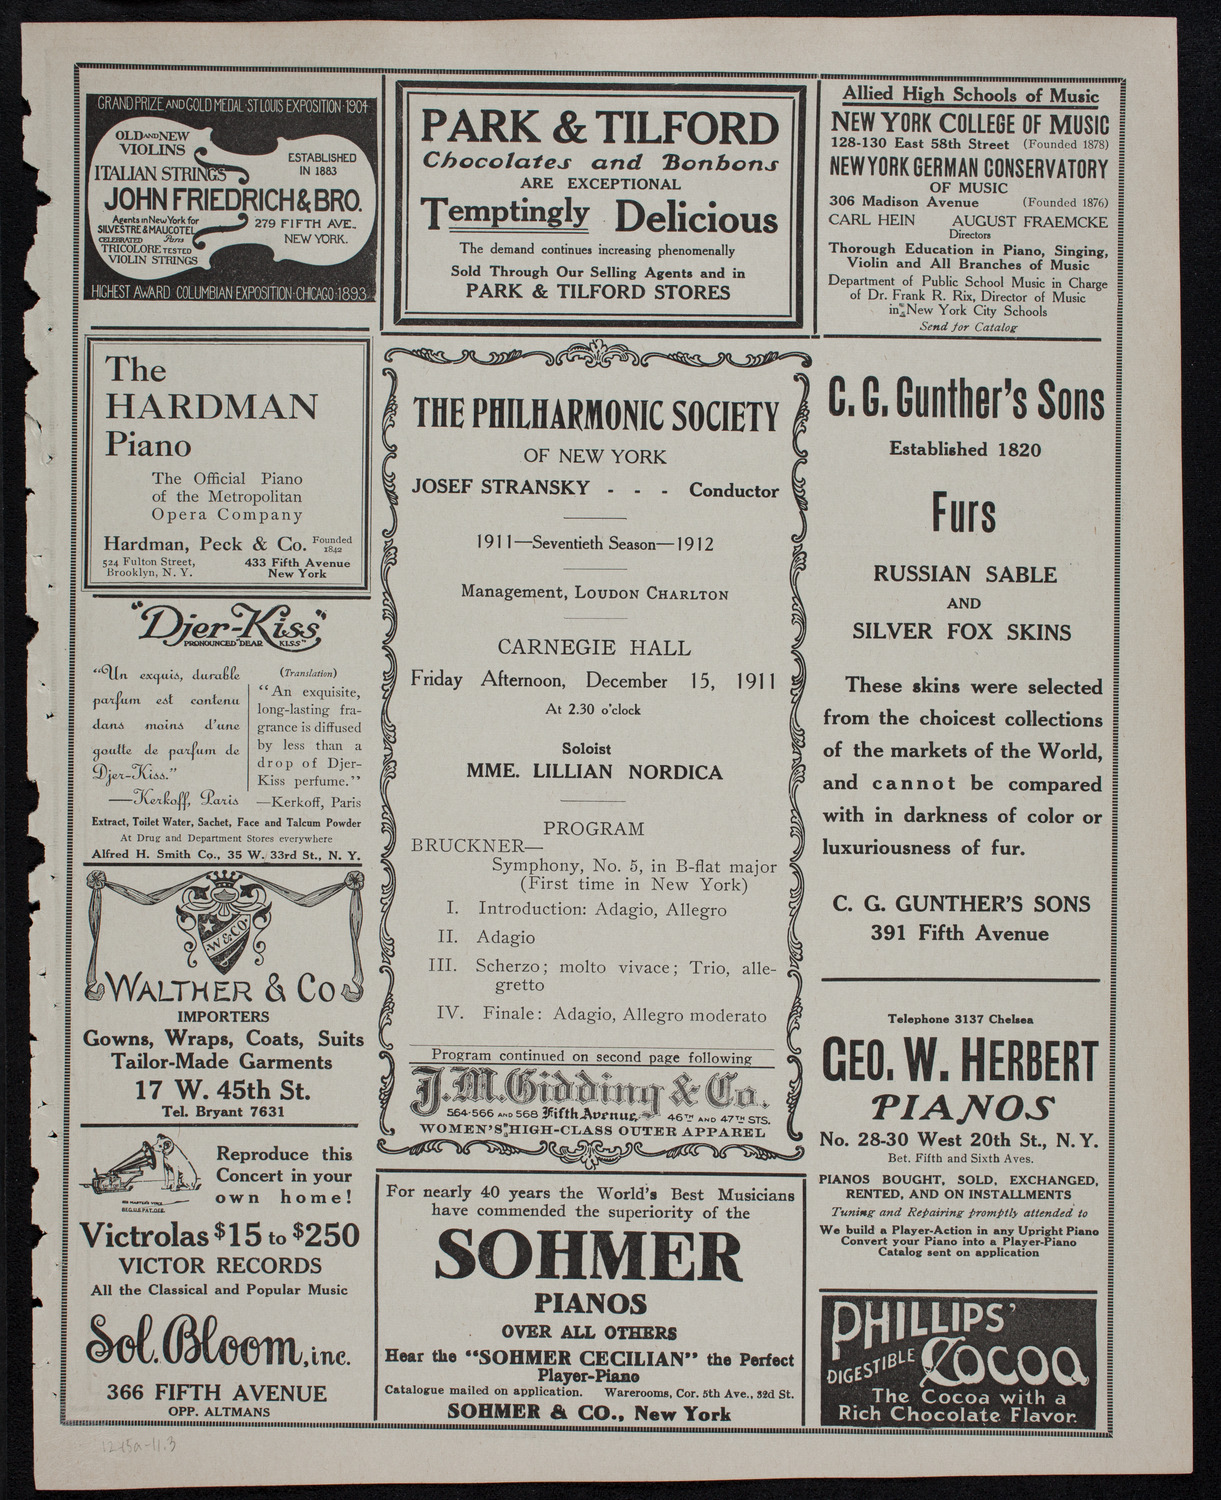 GRAND PRIZE AND GOLD MEDAL · ST LOUIS EXPOSITION · 1904
OLD AND NEW
VIOLINS
ITALIAN STRINGS
ESTABLISHED
IN 1883
JOHN FRIEDRICH & BRO.
Agents in New York for
SILVESTRE & MAUCOTEL
CELEBRATED Paris
TRICOLORE TESTED
VIOLIN STRINGS
279 FIFTH AVE.,
NEW YORK.
HIGHEST AWARD COLUMBIAN EXPOSITION · CHICAGO · 1893
The
HARDMAN
Piano
The Official Piano
of the Metropolitan
Opera Company
Hardman, Peck & Co. Founded 1842
524 Fulton Street,
Brooklyn, N. Y.
433 Fifth Avenue
New York
"Djer-Kiss"
PRONOUNCED "DEAR KISS"
"Un exquis, durable
parfum est contenu
dans moins d'une
goutte de parfum de
Djer-Kiss."
—Kerkoff, Paris
(Translation)
"An exquisite,
long-lasting fra-
grance is diffused
by less than a
drop of Djer-
Kiss perfume."
—Kerkoff, Paris
Extract, Toilet Water, Sachet, Face and Talcum Powder
At Drug and Department Stores everywhere
Alfred H. Smith Co., 35 W. 33rd St., N. Y.
W & CO
WALTHER & CO
IMPORTERS
Gowns, Wraps, Coats, Suits
Tailor-Made Garments
17 W. 45th St.
Tel. Bryant 7631
HIS MASTER'S VOICE
REG. U.S. PAT. OFF.
Reproduce this
Concert in your
own home!
Victrolas $15 to $250
VICTOR RECORDS
All the Classical and Popular Music
Sol. Bloom, inc.
366 FIFTH AVENUE
OPP. ALTMANS
12-15a-11.3
PARK & TILFORD
Chocolates and Bonbons
ARE EXCEPTIONAL
Temptingly Delicious
The demand continues increasing phenomenally
Sold Through Our Selling Agents and in
PARK & TILFORD STORES
THE PHILHARMONIC SOCIETY
OF NEW YORK
JOSEF STRANSKY - - - Conductor
1911—Seventieth Season—1912
Management, LOUDON CHARLTON
CARNEGIE HALL
Friday Afternoon, December 15, 1911
At 2.30 o'clock
Soloist
MME. LILLIAN NORDICA
PROGRAM
BRUCKNER—
Symphony, No. 5, in B-flat major
(First time in New York)
I. Introduction: Adagio, Allegro
II. Adagio
III. Scherzo; molto vivace; Trio, alle-
gretto
IV. Finale: Adagio, Allegro moderato
Program continued on second page following
J. M. Gidding & Co.
564-566 AND 568 Fifth Avenue, 46TH AND 47TH STS.
WOMEN'S HIGH-CLASS OUTER APPAREL
For nearly 40 years the World's Best Musicians
have commended the superiority of the
SOHMER
PIANOS
OVER ALL OTHERS
Hear the "SOHMER CECILIAN" the Perfect
Player-Piano
Catalogue mailed on application. Warerooms, Cor. 5th Ave., 32d St.
SOHMER & CO., New York
Allied High Schools of Music
NEW YORK COLLEGE OF MUSIC
128-130 East 58th Street (Founded 1878)
NEW YORK GERMAN CONSERVATORY
OF MUSIC
306 Madison Avenue (Founded 1876)
CARL HEIN AUGUST FRAEMCKE
Directors
Thorough Education in Piano, Singing,
Violin and All Branches of Music
Department of Public School Music in Charge
of Dr. Frank R. Rix, Director of Music
in New York City Schools
Send for Catalog
C. G. Gunther's Sons
Established 1820
Furs
RUSSIAN SABLE
AND
SILVER FOX SKINS
These skins were selected
from the choicest collections
of the markets of the World,
and cannot be compared
with in darkness of color or
luxuriousness of fur.
C. G. GUNTHER'S SONS
391 Fifth Avenue
Telephone 3137 Chelsea
GEO. W. HERBERT
PIANOS
No. 28-30 West 20th St., N. Y.
Bet. Fifth and Sixth Aves.
PIANOS BOUGHT, SOLD, EXCHANGED,
RENTED, AND ON INSTALLMENTS
Tuning and Repairing promptly attended to
We build a Player-Action in any Upright Piano
Convert your Piano into a Player-Piano
Catalog sent on application
PHILLIPS'
DIGESTIBLE COCOA
The Cocoa with a
Rich Chocolate Flavor.